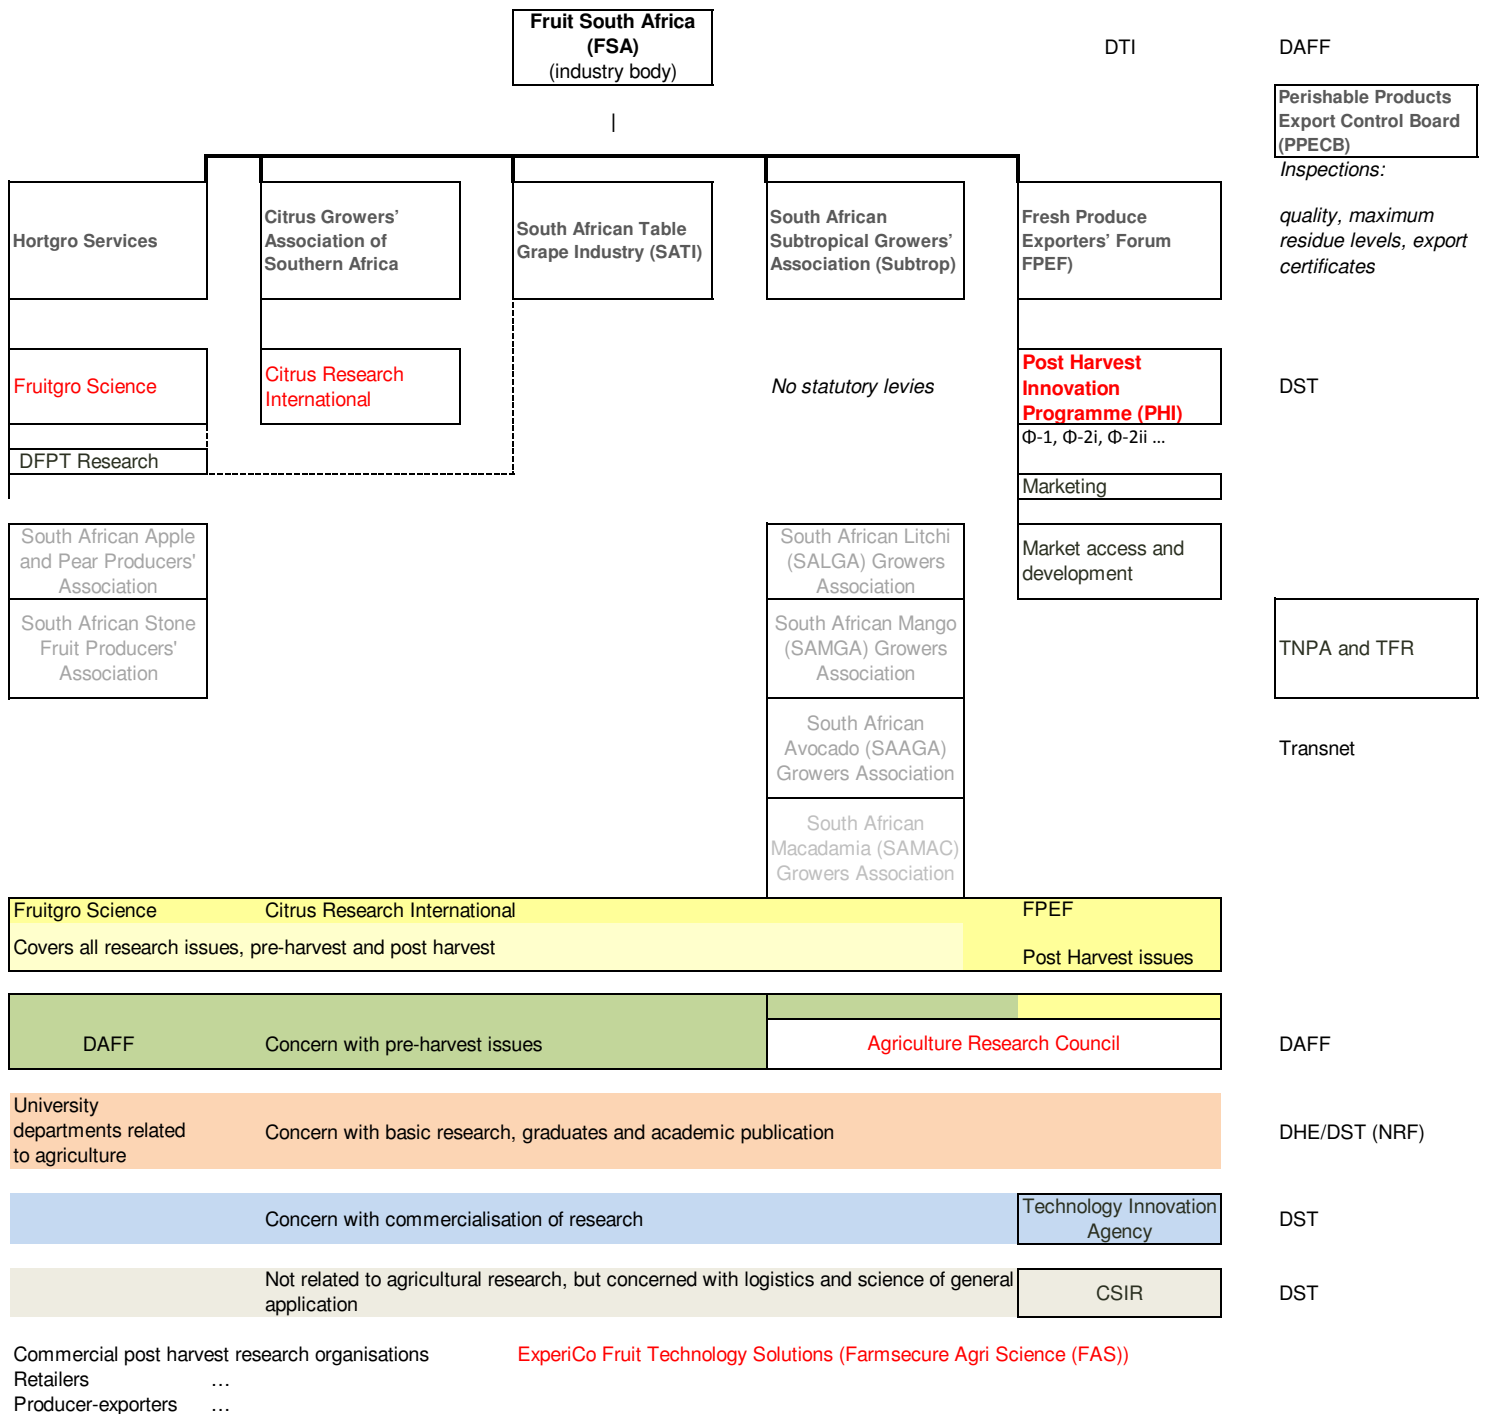 Fruit South Africa
(FSA)
(industry body)
DTI
DAFF
Perishable Products
Export Control Board
(PPECB)
Inspections:
quality, maximum
residue levels, export
certificates
|
Hortgro Services
Citrus Growers’
Association of
Southern Africa
South African Table
Grape Industry (SATI)
South African
Subtropical Growers’
Association (Subtrop)
Fresh Produce
Exporters’ Forum
FPEF)
Fruitgro Science
Citrus Research
International
No statutory levies
Post Harvest
Innovation
Programme (PHI)
Φ-1, Φ-2i, Φ-2ii ...
DST
DFPT Research
Marketing
South African Apple
and Pear Producers'
Association
South African Litchi
(SALGA) Growers
Association
Market access and
development
South African Stone
Fruit Producers'
Association
South African Mango
(SAMGA) Growers
Association
TNPA and TFR
South African
Avocado (SAAGA)
Growers Association
Transnet
South African
Macadamia (SAMAC)
Growers Association
Fruitgro Science
Citrus Research International
FPEF
Covers all research issues, pre-harvest and post harvest
Post Harvest issues
DAFF
Concern with pre-harvest issues
Agriculture Research Council
DAFF
University
departments related
to agriculture
Concern with basic research, graduates and academic publication
DHE/DST (NRF)
Concern with commercialisation of research
Technology Innovation
Agency
DST
Not related to agricultural research, but concerned with logistics and science of general
application
CSIR
DST
Commercial post harvest research organisations
ExperiCo Fruit Technology Solutions (Farmsecure Agri Science (FAS))
Retailers ...
Producer-exporters ...